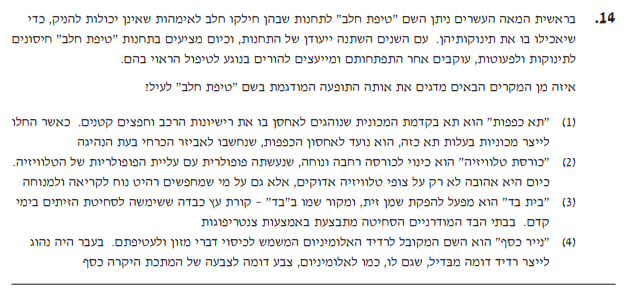 14. בראשית המאה העשרים ניתן השם "טיפת חלב" לתחנות שבהן חילקו חלב לאימהות שאינן יכולות להניק, כדי
שיאכילו בו את תינוקותיהן. עם השנים השתנה ייעודן של התחנות, וכיום מציעים בתחנות "טיפת חלב" חיסונים
לתינוקות ולפעוטות, עוקבים אחר התפתחותם ומייעצים להורים בנוגע לטיפול הראוי בהם.
איזה מן המקרים הבאים מדגים את אותה התופעה המודגמת בשם "טיפת חלב" לעיל?
(1) "תא כפפות" הוא תא בקדמת המכונית שנוהגים לאחסן בו את רישיונות הרכב וחפצים קטנים. כאשר החלו
לייצר מכוניות בעלות תא כזה, הוא נועד לאחסון הכפפות, שנחשבו לאביזר הכרחי בעת הנהיגה
(2) "כורסת טלוויזיה" הוא כינוי לכורסה רחבה ונוחה, שנעשתה פופולרית עם עליית הפופולריות של הטלוויזיה.
כיום היא אהובה לא רק על צופי טלוויזיה אדוקים, אלא גם על מי שמחפשים רהיט נוח לקריאה ולמנוחה
(3) "בית בד" הוא מפעל להפקת שמן זית, ומקור שמו ב"בד" – קורת עץ כבדה ששימשה לסחיטת הזיתים בימי
קדם. בבתי הבד המודרניים הסחיטה מתבצעת באמצעות צנטריפוגות
(4) "נייר כסף" הוא השם המקובל לרדיד האלומיניום המשמש לכיסוי דברי מזון ולעטיפתם. בעבר היה נהוג
לייצר רדיד דומה מבדיל, שגם לו, כמו לאלומיניום, צבע דומה לצבעה של המתכת היקרה כסף